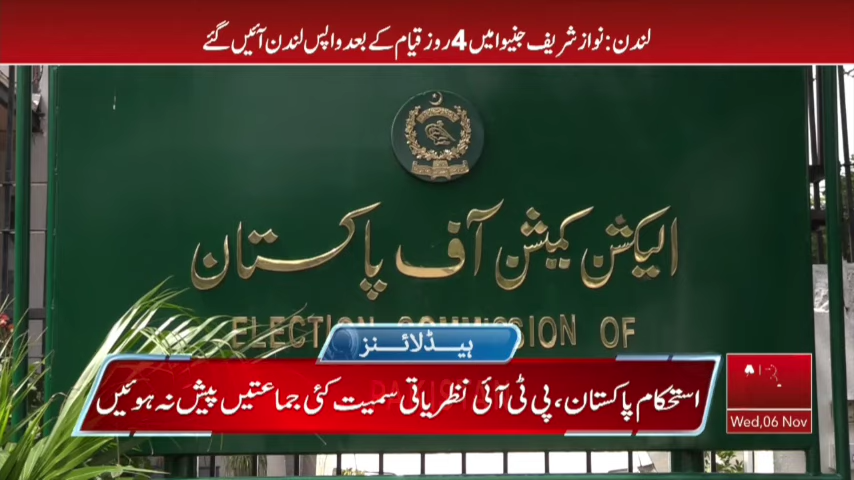 لندن: نواز شریف جنیوا میں 4 روز قیام کے بعد واپس لندن آئیں گئے
الیکشن کمیشن آف پاکستان
ELECTION COMMISSION OF
ہیڈلائنز
استحکام پاکستان، پی ٹی آئی نظریاتی سمیت کئی جماعتیں پیش نہ ہوئیں
Wed,06 Nov